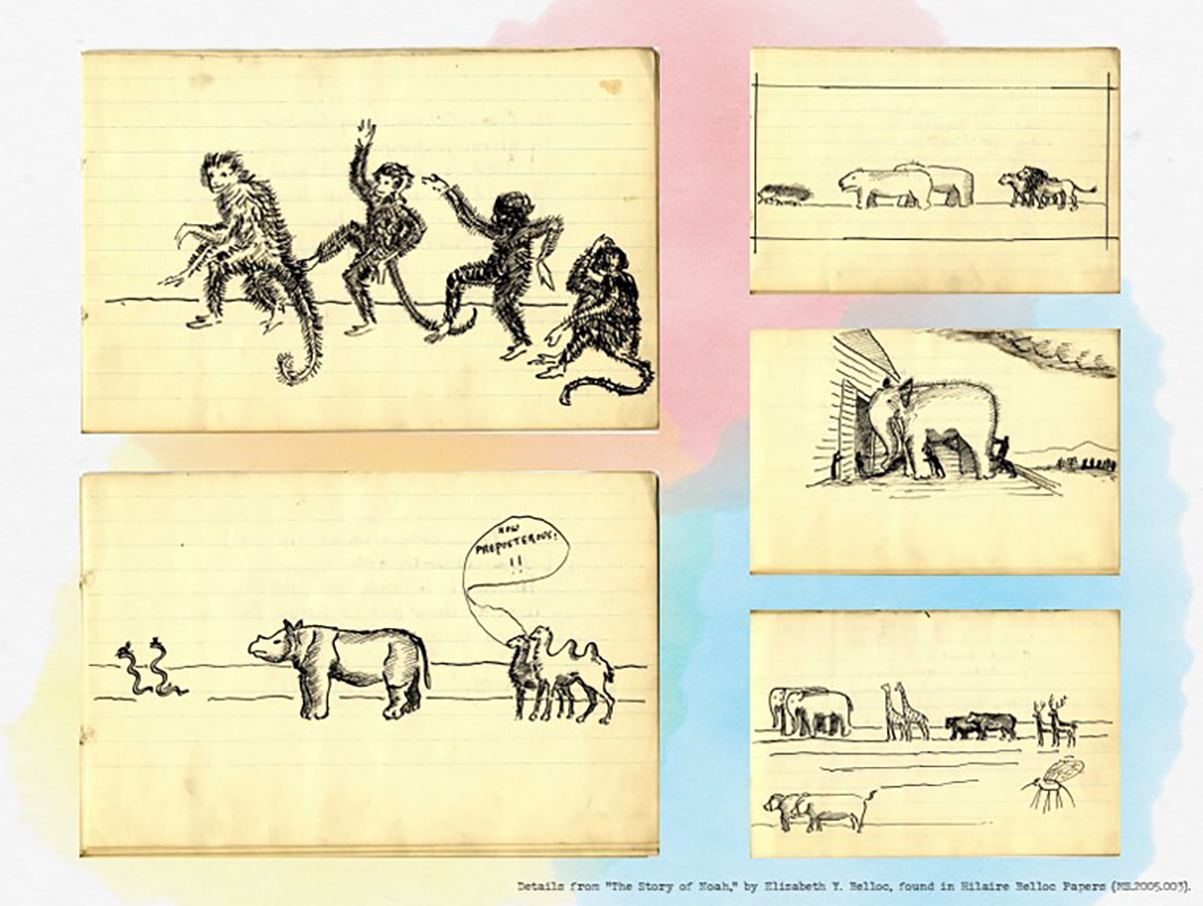 HOW
PREPOSTEROUS!
!!
Details from "The Story of Noah," by Elizabeth Y. Belloc, found in Hilaire Belloc Papers (MS.2005.003).